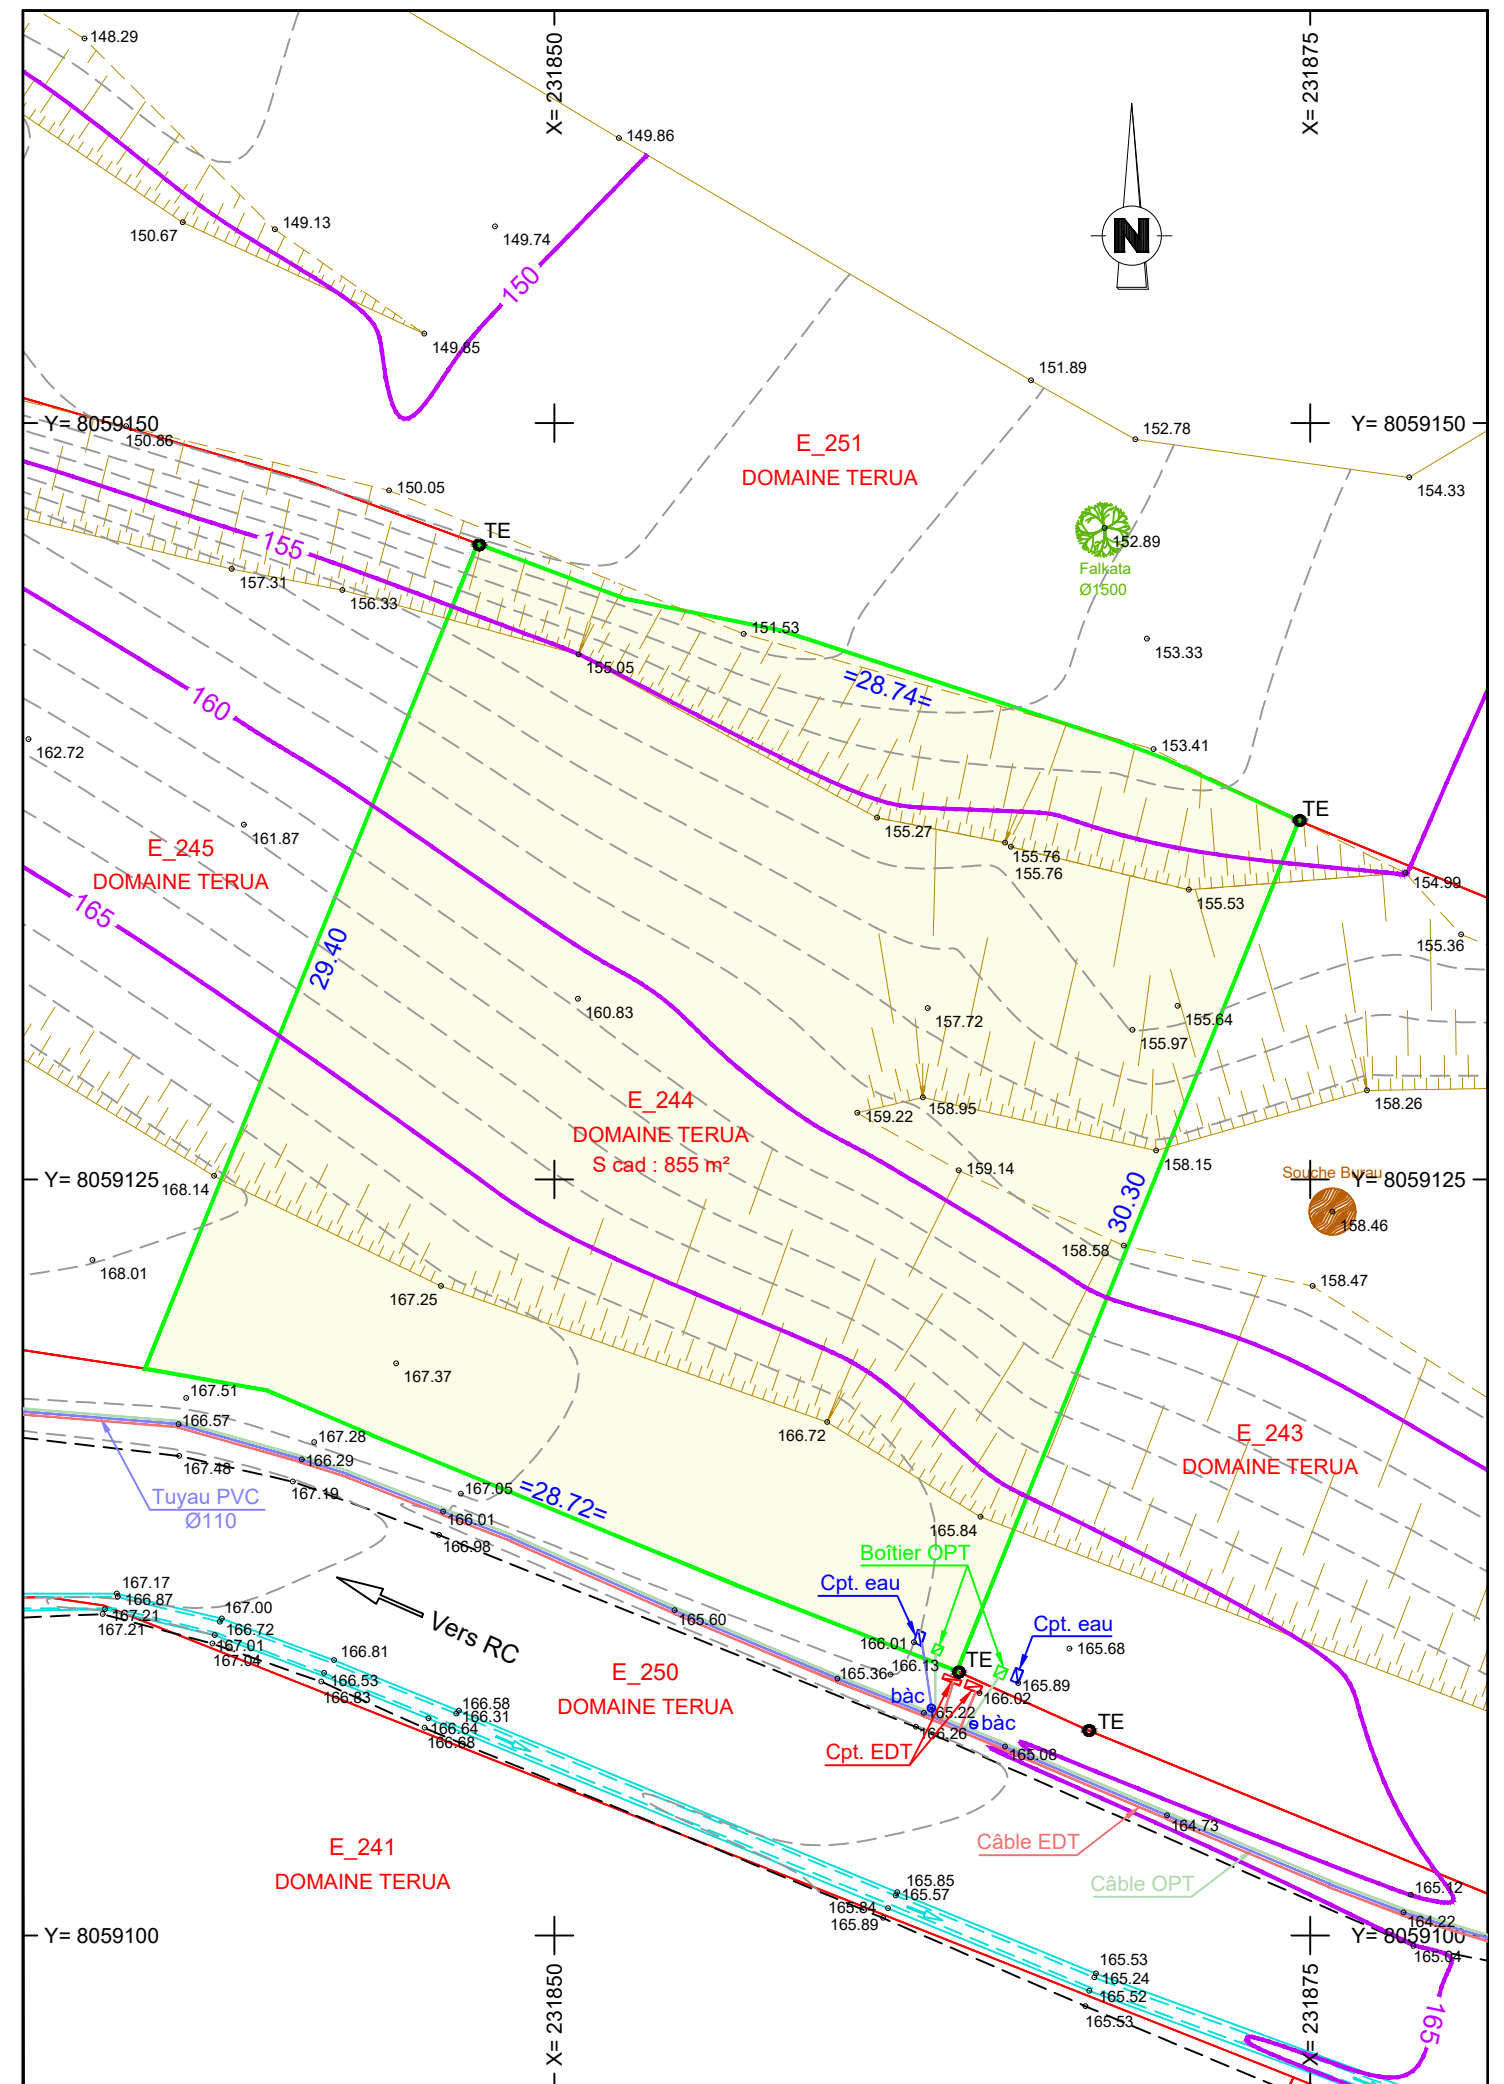 148.29
X= 231850
X= 231875
149.86
150.67
149.13
149.74
150
149.85
N
151.89
Y= 8059150
150.86
E_251
DOMAINE TERUA
152.78
Y= 8059150
154.33
150.05
TE
155
152.89
Falkata
Ø1500
157.31
156.33
151.53
155.05
153.33
=28.74=
160
162.72
153.41
TE
161.87
155.27
155.76
155.76
E_245
DOMAINE TERUA
154.99
155.53
165
29.40
155.36
160.83
157.72
155.64
155.97
E_244
DOMAINE TERUA
S cad : 855 m²
159.22
158.95
158.26
158.15
159.14
Souche Burau
Y= 8059125
168.14
Y= 8059125
30.30
158.46
168.01
158.58
167.25
158.47
167.37
167.51
166.57
166.72
E_243
DOMAINE TERUA
167.28
166.29
167.48
167.19
Tuyau PVC
Ø110
167.05
=28.72=
166.01
166.98
165.84
Boîtier OPT
Cpt. eau
167.17
166.87
167.21
167.21
167.00
166.72
167.01
167.04
Vers RC
165.60
Cpt. eau
166.01
165.68
166.81
166.53
166.83
E_250
DOMAINE TERUA
165.36
166.13
TE
165.89
166.02
166.58
166.31
166.64
166.68
bàc
165.22
166.26
bàc
TE
Cpt. EDT
165.08
164.73
Câble EDT
E_241
DOMAINE TERUA
Câble OPT
165.85
165.57
165.84
165.89
165.12
164.22
Y= 8059100
Y= 8059100
165.04
165.53
165.24
165.52
165.53
165
X= 231850
X= 231875